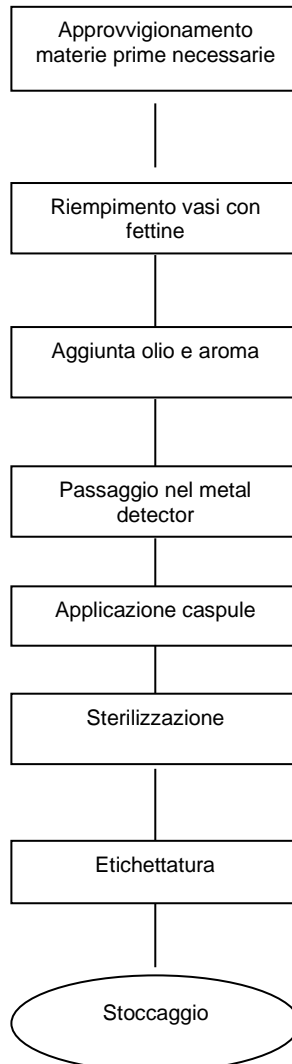 Approvvigionamento
materie prime necessarie
Riempimento vasi con
fettine
Aggiunta olio e aroma
Passaggio nel metal
detector
Applicazione caspule
Sterilizzazione
Etichettatura
Stoccaggio